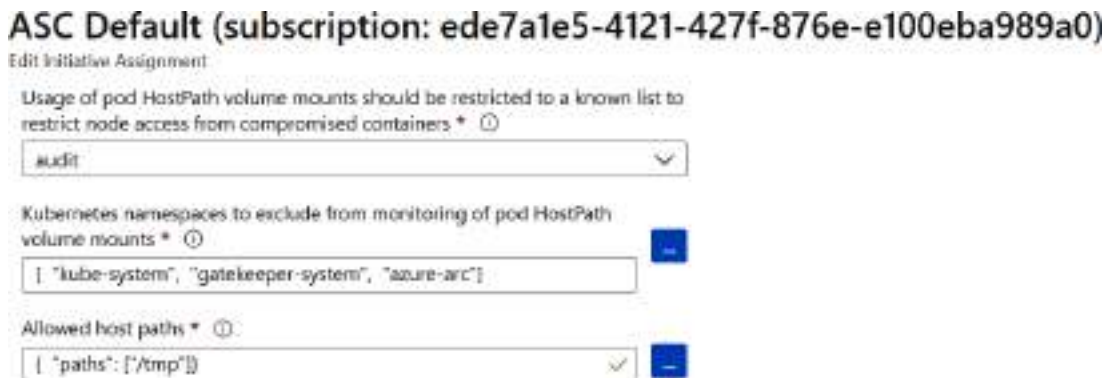 ASC Default (subscription: ede7a1e5-4121-427f-876e-e100eba989a0)
Edit Initiative Assignment
Usage of pod HostPath volume mounts should be restricted to a known list to
restrict node access from compromised containers * ⓘ
audit
Kubernetes namespaces to exclude from monitoring of pod HostPath
volume mounts * ⓘ
...
[ "kube-system", "gatekeeper-system", "azure-arc"]
Allowed host paths * ⓘ
{ "paths": ["/tmp"]}
...